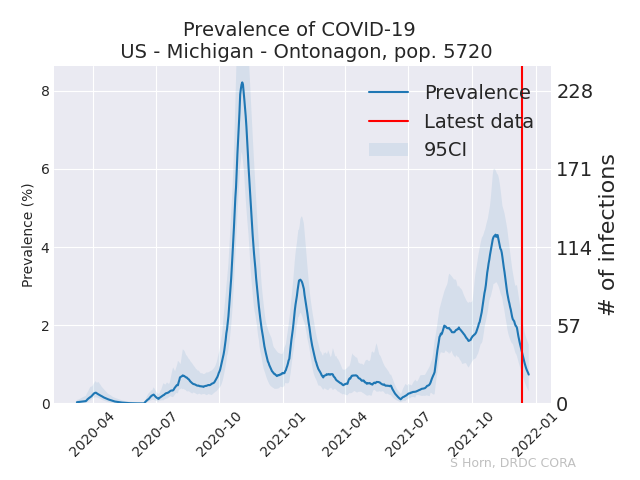 Prevalence of COVID-19
US - Michigan - Ontonagon, pop. 5720
Prevalence
Latest data
95CI
Prevalence (%)
8
6
4
2
0
228
171
114
57
0
# of infections
2020-04
2020-07
2020-10
2021-01
2021-04
2021-07
2021-10
2022-01
S Horn, DRDC CORA